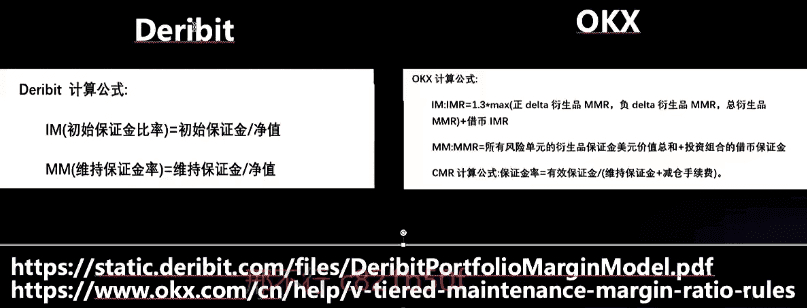 Deribit
OKX
Deribit 计算公式:
IM(初始保证金比率)=初始保证金/净值
MM(维持保证金率)=维持保证金/净值
OKX 计算公式:
IM:IMR=1.3*max(正 delta 衍生品 MMR，负 delta 衍生品 MMR，总衍生品
MMR)+借币 IMR
MM:MMR=所有风险单元的衍生品保证金美元价值总和+投资组合的借币保证金
CMR 计算公式:保证金率=有效保证金/(维持保证金+减仓手续费)。
https://static.deribit.com/files/DeribitPortfolioMarginModel.pdf
https://www.okx.com/cn/help/v-tiered-maintenance-margin-ratio-rules